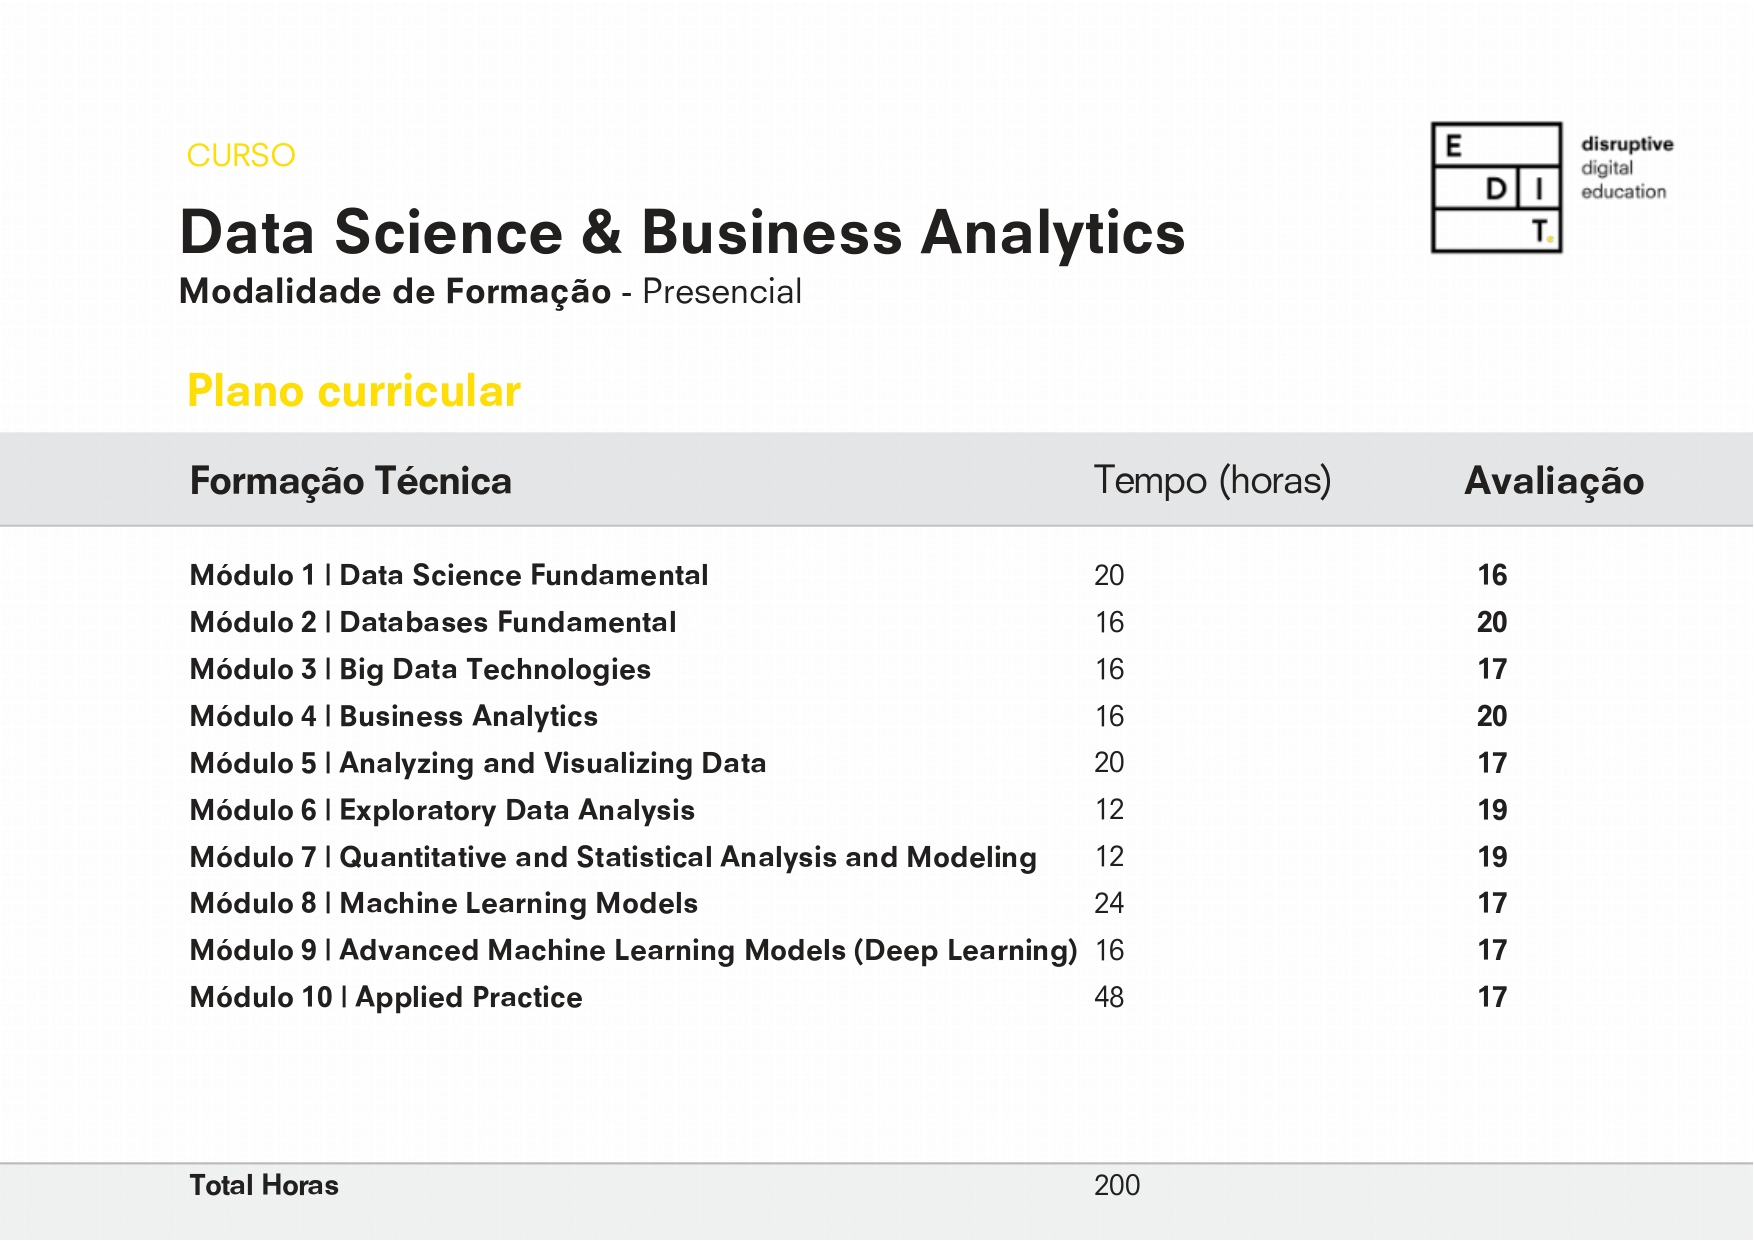 CURSO
Data Science & Business Analytics
Modalidade de Formação - Presencial
E
D I
T.
disruptive
digital
education
Plano curricular
Formação Técnica Tempo (horas) Avaliação
Módulo 1 | Data Science Fundamental 20 16
Módulo 2 | Databases Fundamental 16 20
Módulo 3 | Big Data Technologies 16 17
Módulo 4 | Business Analytics 16 20
Módulo 5 | Analyzing and Visualizing Data 20 17
Módulo 6 | Exploratory Data Analysis 12 19
Módulo 7 | Quantitative and Statistical Analysis and Modeling 12 19
Módulo 8 | Machine Learning Models 24 17
Módulo 9 | Advanced Machine Learning Models (Deep Learning) 16 17
Módulo 10 | Applied Practice 48 17
Total Horas 200